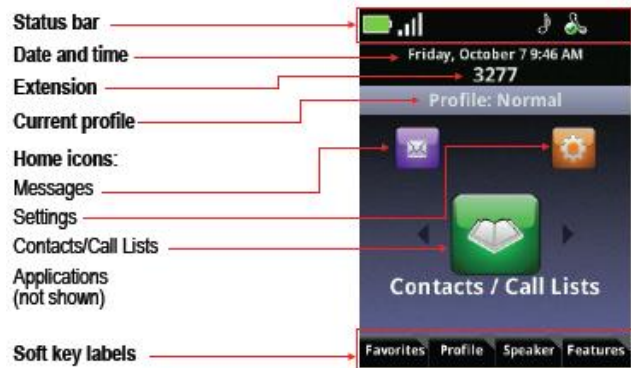 Status bar
Date and time
Extension
Current profile
Home icons:
Messages
Settings
Contacts/Call Lists
Applications
(not shown)
Soft key labels
Friday, October 7 9:46 AM
3277
Profile: Normal
Contacts / Call Lists
Favorites Profile Speaker Features